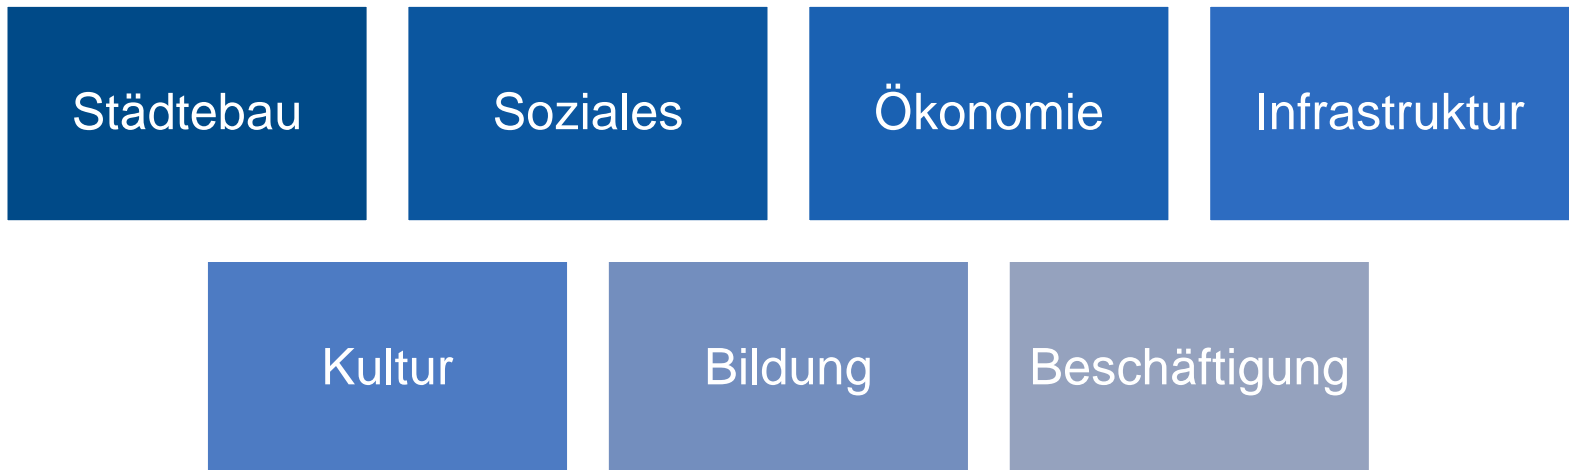 Städtebau
Soziales
Ökonomie
Infrastruktur
Kultur
Bildung
Beschäftigung